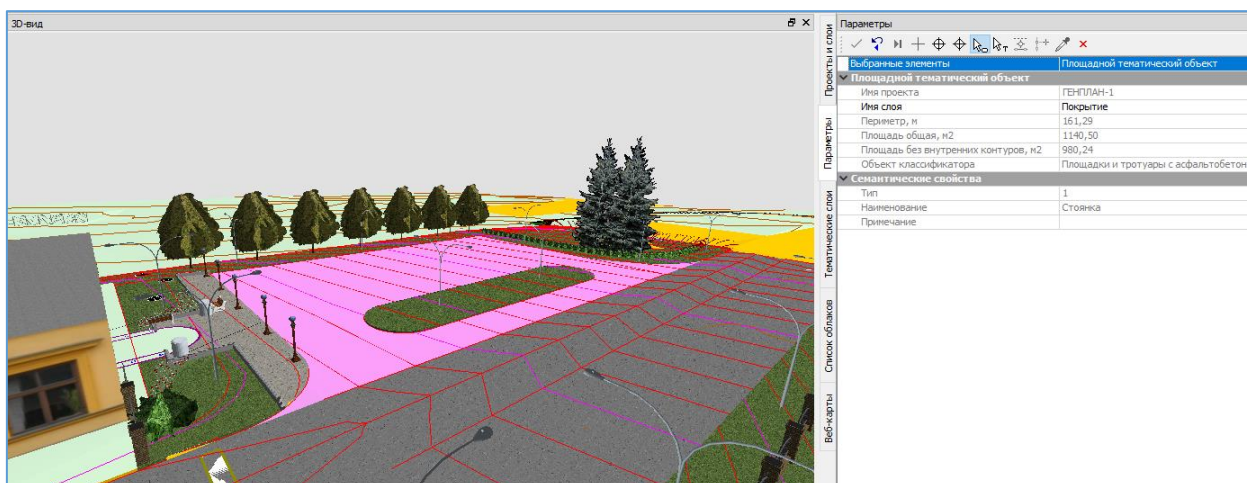 3D-вид
Параметры
Выбранные элементы Площадной тематический объект
Площадной тематический объект
Имя проекта ГЕНПЛАН-1
Имя слоя Покрытие
Периметр, м 161,29
Площадь общая, м2 1140,50
Площадь без внутренних контуров, м2 980,24
Объект классификатора Площадки и тротуары с асфальтобетон
Семантические свойства
Тип 1
Наименование Стоянка
Примечание
Проекты и слои
Параметры
Тематические слои
Список облаков
Веб-карты